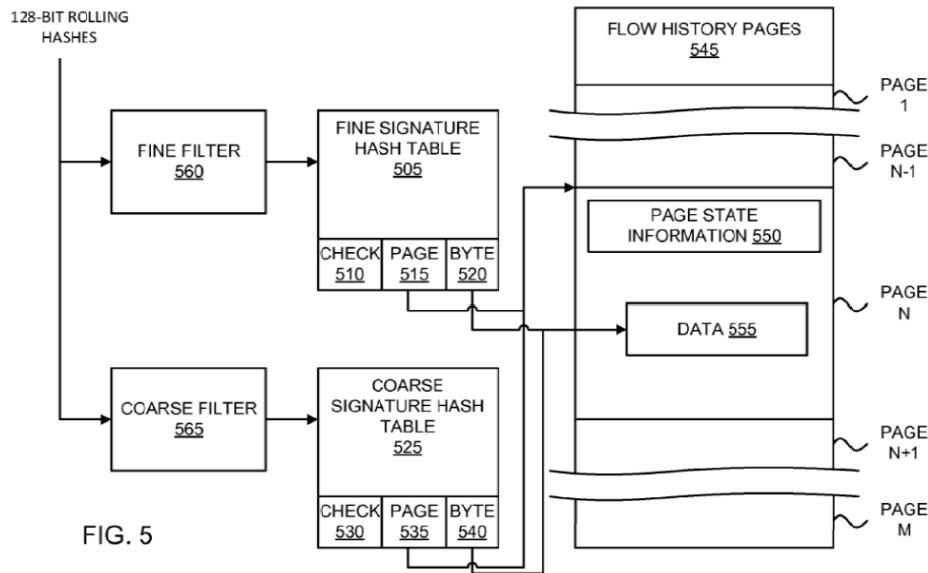 128-BIT ROLLING
HASHES
FINE FILTER
560
FINE SIGNATURE
HASH TABLE
505
CHECK
510
PAGE
515
BYTE
520
COARSE FILTER
565
COARSE
SIGNATURE HASH
TABLE
525
CHECK
530
PAGE
535
BYTE
540
FLOW HISTORY PAGES
545
PAGE STATE
INFORMATION 550
DATA 555
PAGE
1
PAGE
N-1
PAGE
N
PAGE
N+1
PAGE
M
FIG. 5